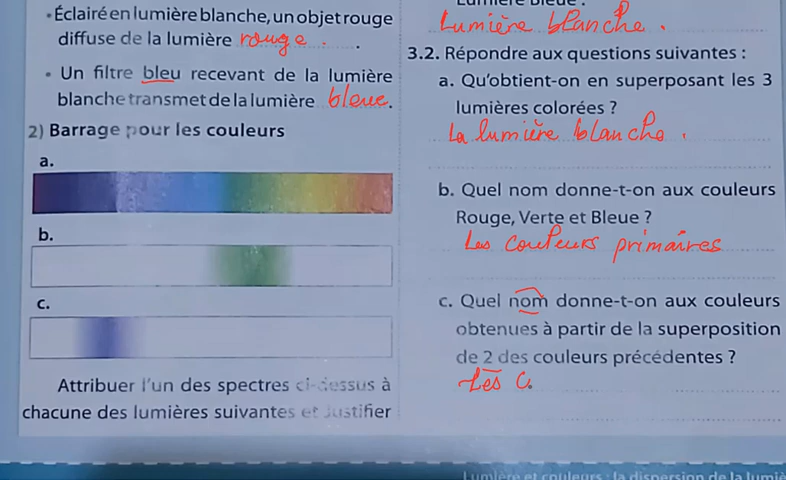 • Éclairé en lumière blanche, un objet rouge
diffuse de la lumière rouge.
• Un filtre bleu recevant de la lumière
blanche transmet de la lumière bleue.
2) Barrage pour les couleurs
a.
b.
c.
Attribuer l'un des spectres ci-dessus à
chacune des lumières suivantes et Justifier
Lumière bleue :
Lumière blanche.
3.2. Répondre aux questions suivantes :
a. Qu'obtient-on en superposant les 3
lumières colorées ?
La lumière blanche.
b. Quel nom donne-t-on aux couleurs
Rouge, Verte et Bleue ?
Les couleurs primaires
c. Quel nom donne-t-on aux couleurs
obtenues à partir de la superposition
de 2 des couleurs précédentes ?
Les C.
Lumière et couleurs : la dispersion de la lumiè